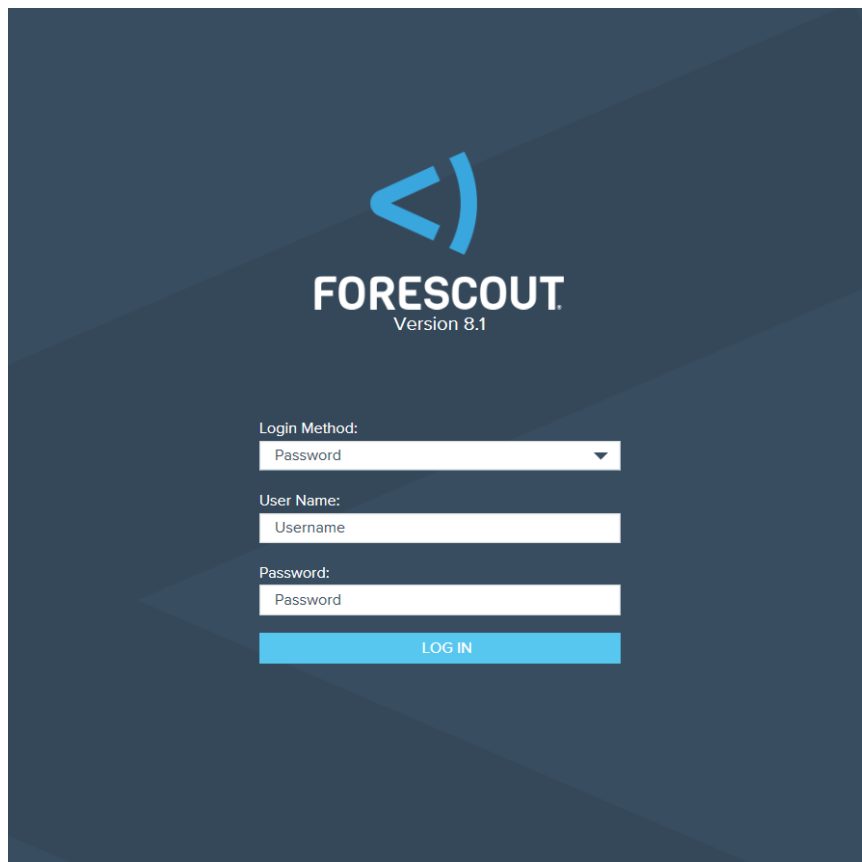 FORESCOUT.
Version 8.1
Login Method:
Password
User Name:
Username
Password:
Password
LOG IN